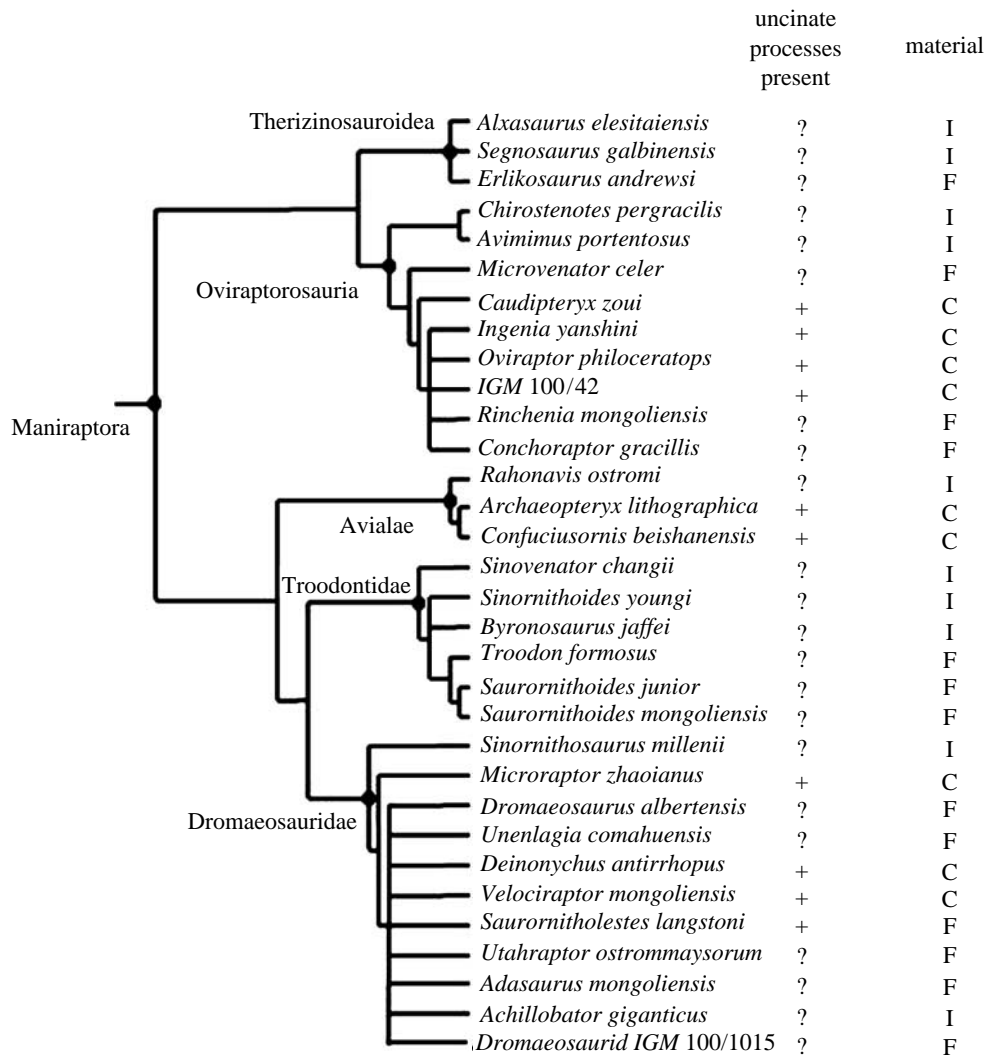 uncinate
processes
present
material
Therizinosauroidea
Alxasaurus elesitaiensis ? I
Segnosaurus galbinensis ? I
Erlikosaurus andrewsi ? F
Chirostenotes pergracilis ? I
Avimimus portentosus ? I
Oviraptorosauria
Microvenator celer ? F
Caudipteryx zoui + C
Ingenia yanshini + C
Oviraptor philoceratops + C
IGM 100/42 + C
Maniraptora
Rinchenia mongoliensis ? F
Conchoraptor gracillis ? F
Rahonavis ostromi ? I
Avialae
Archaeopteryx lithographica + C
Confuciusornis beishanensis + C
Troodontidae
Sinovenator changii ? I
Sinornithoides youngi ? I
Byronosaurus jaffei ? I
Troodon formosus ? F
Saurornithoides junior ? F
Saurornithoides mongoliensis ? F
Sinornithosaurus millenii ? I
Microraptor zhaoianus + C
Dromaeosauridae
Dromaeosaurus albertensis ? F
Unenlagia comahuensis ? F
Deinonychus antirrhopus + C
Velociraptor mongoliensis + C
Saurornitholestes langstoni + F
Utahraptor ostrommaysorum ? F
Adasaurus mongoliensis ? F
Achillobator giganticus ? I
Dromaeosaurid IGM 100/1015 ? F